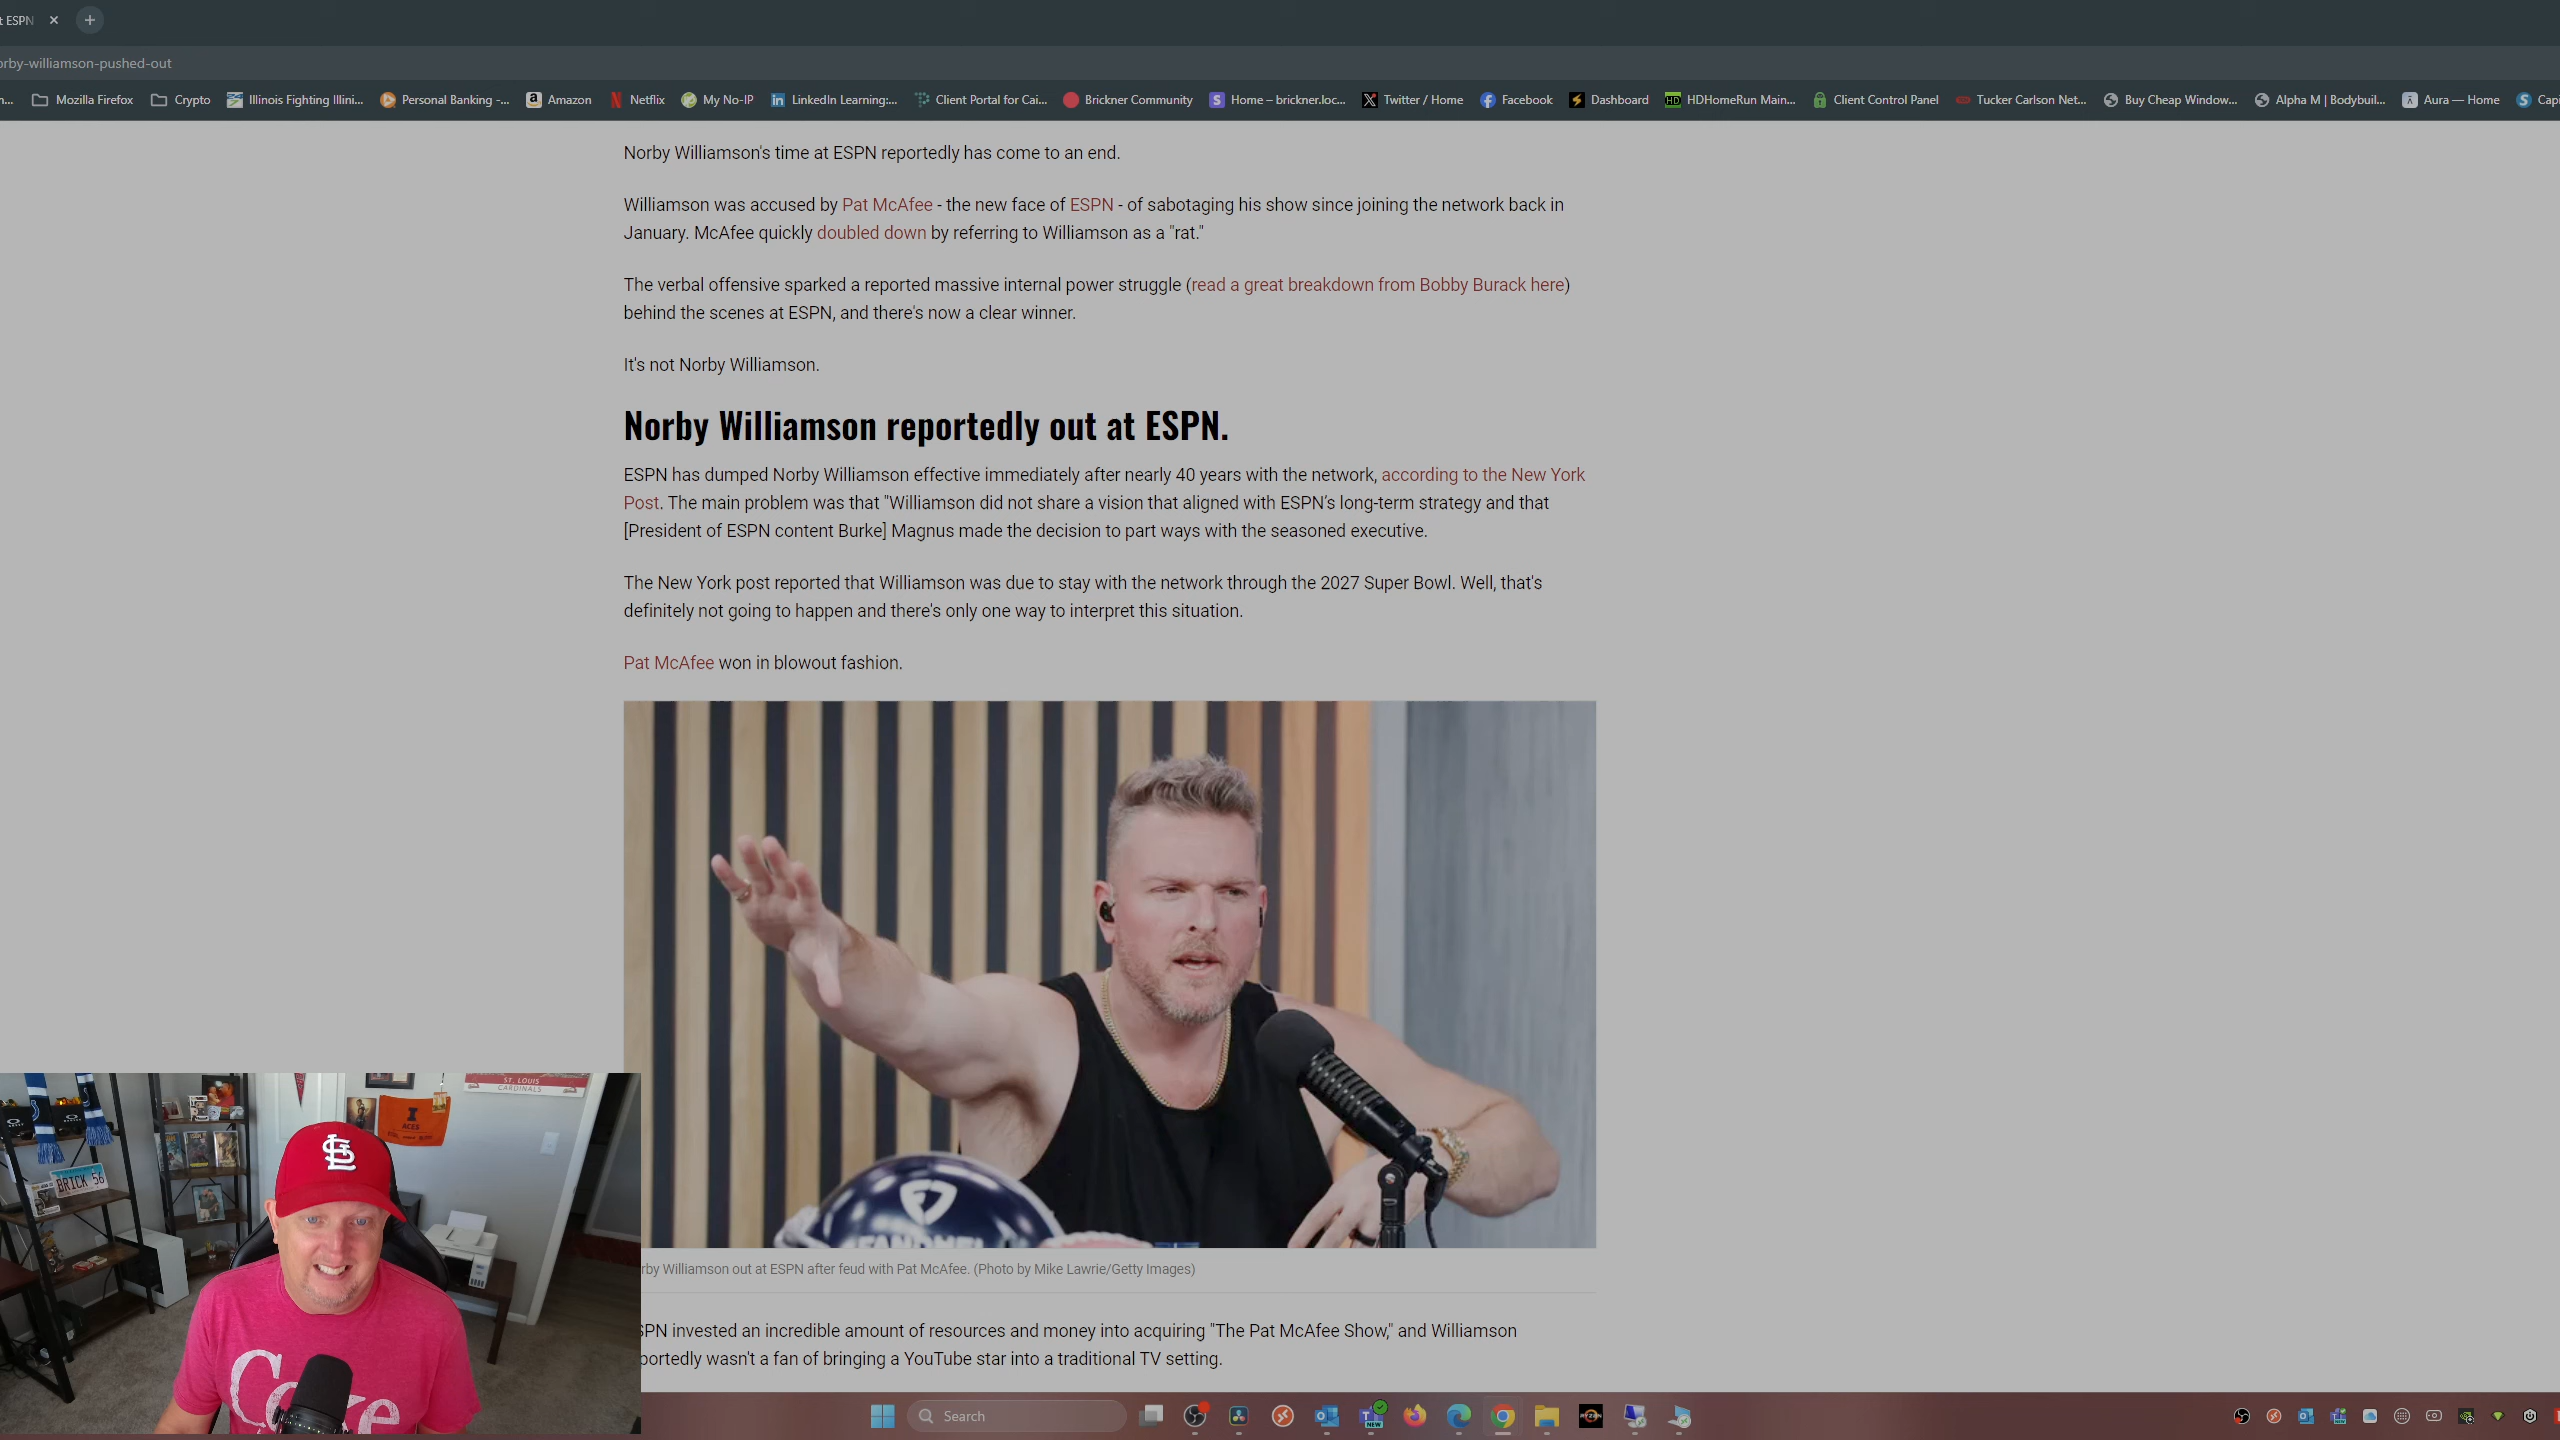 t ESPN
orby-williamson-pushed-out
n... Mozilla Firefox Crypto Illinois Fighting Illini... Personal Banking -... Amazon Netflix My No-IP LinkedIn Learning:... Client Portal for Cai... Brickner Community Home – brickner.loc... Twitter / Home Facebook Dashboard HDHomeRun Main... Client Control Panel Tucker Carlson Net... Buy Cheap Window... Alpha M | Bodybuil... Aura — Home Capi
Norby Williamson's time at ESPN reportedly has come to an end.
Williamson was accused by Pat McAfee - the new face of ESPN - of sabotaging his show since joining the network back in
January. McAfee quickly doubled down by referring to Williamson as a "rat."
The verbal offensive sparked a reported massive internal power struggle (read a great breakdown from Bobby Burack here)
behind the scenes at ESPN, and there's now a clear winner.
It's not Norby Williamson.
Norby Williamson reportedly out at ESPN.
ESPN has dumped Norby Williamson effective immediately after nearly 40 years with the network, according to the New York
Post. The main problem was that "Williamson did not share a vision that aligned with ESPN's long-term strategy and that
[President of ESPN content Burke] Magnus made the decision to part ways with the seasoned executive.
The New York post reported that Williamson was due to stay with the network through the 2027 Super Bowl. Well, that's
definitely not going to happen and there's only one way to interpret this situation.
Pat McAfee won in blowout fashion.
ST. LOUIS
CARDINALS
I
ACES
BRICK 56
STL
Coke
FANDUEL
rby Williamson out at ESPN after feud with Pat McAfee. (Photo by Mike Lawrie/Getty Images)
SPN invested an incredible amount of resources and money into acquiring "The Pat McAfee Show," and Williamson
portedly wasn't a fan of bringing a YouTube star into a traditional TV setting.
Search
NEW
RYZEN